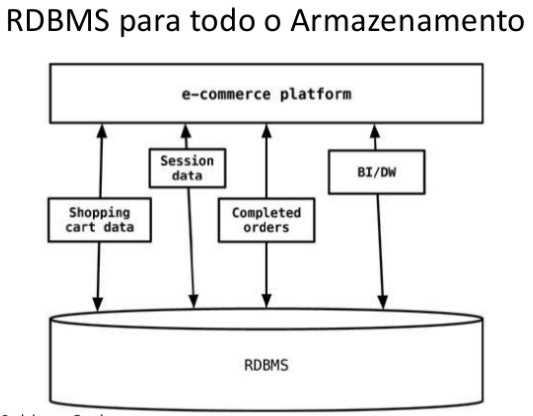 RDBMS para todo o Armazenamento
e-commerce platform
Session
data
BI/DW
Shopping
cart data
Completed
orders
RDBMS